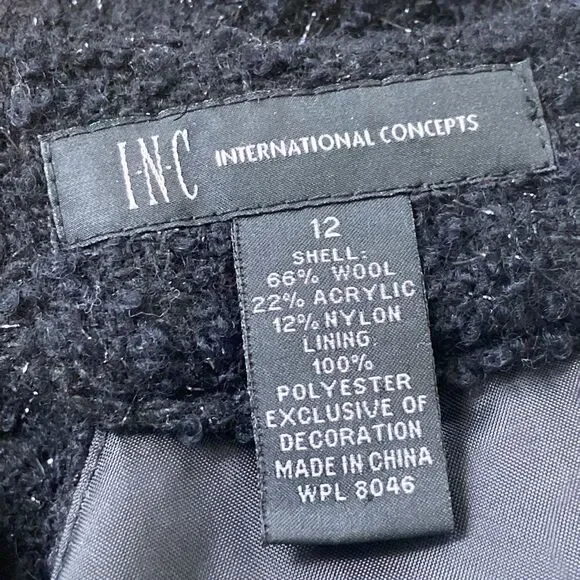 I·N·C INTERNATIONAL CONCEPTS
12
SHELL:
66% WOOL
22% ACRYLIC
12% NYLON
LINING
100%
POLYESTER
EXCLUSIVE OF
DECORATION
MADE IN CHINA
WPL 8046